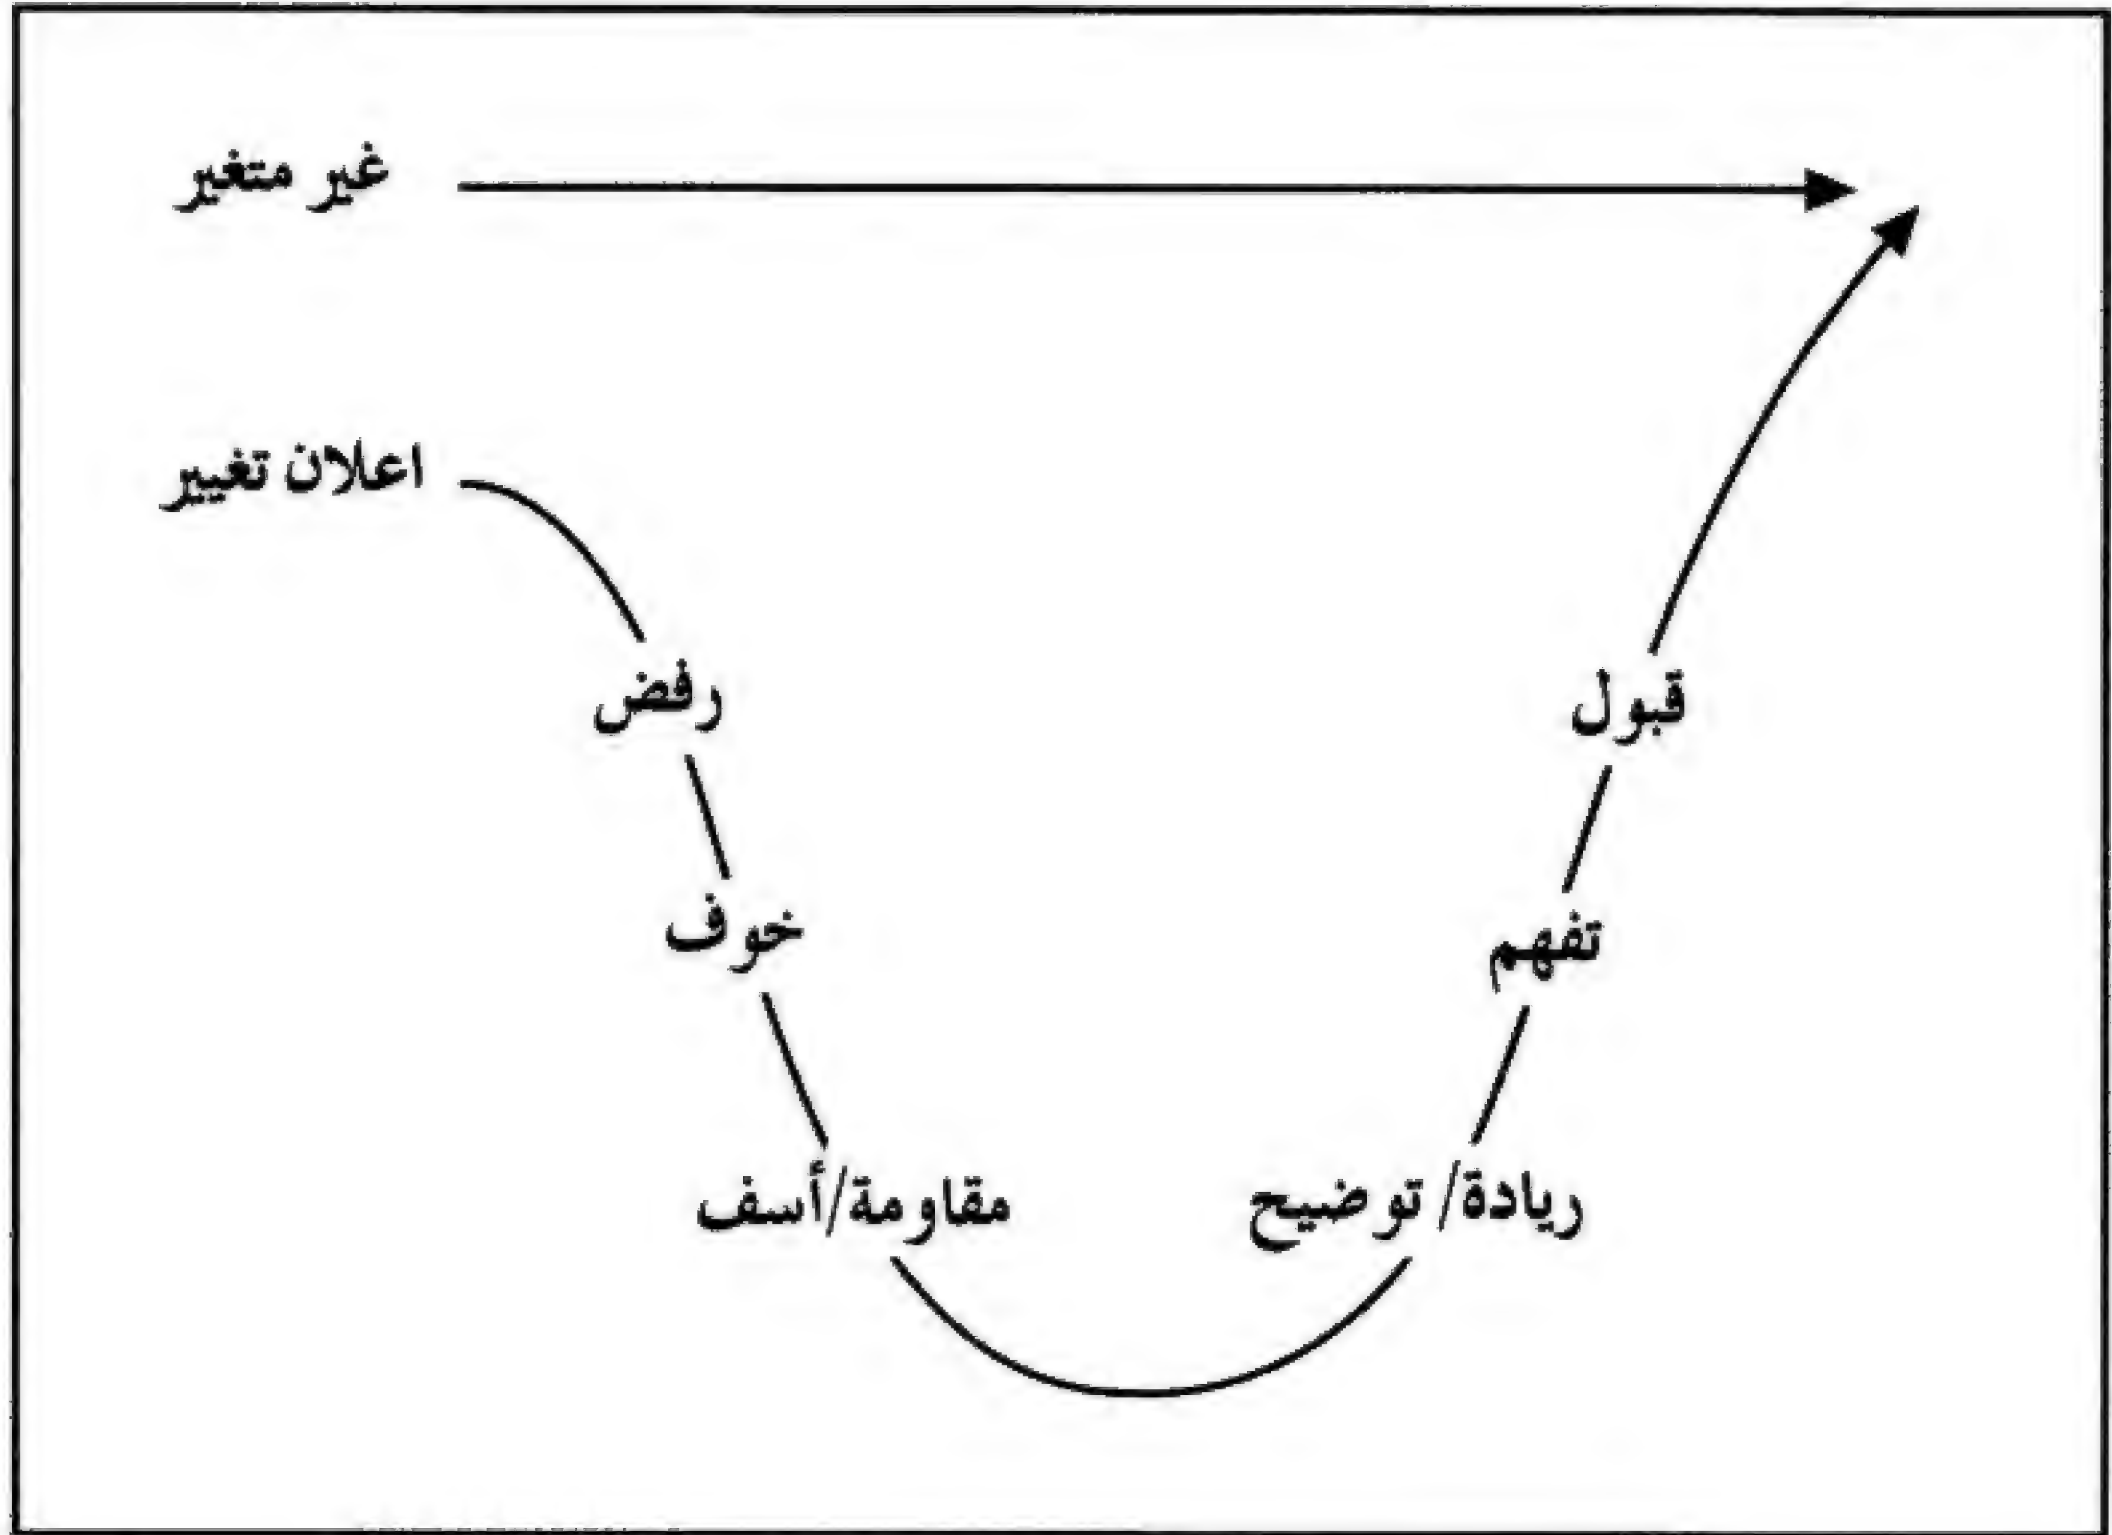 غير متغير
اعلان تغيير
رفض
قبول
خوف
تفهم
مقاومة/أسف
ريادة/ توضيح